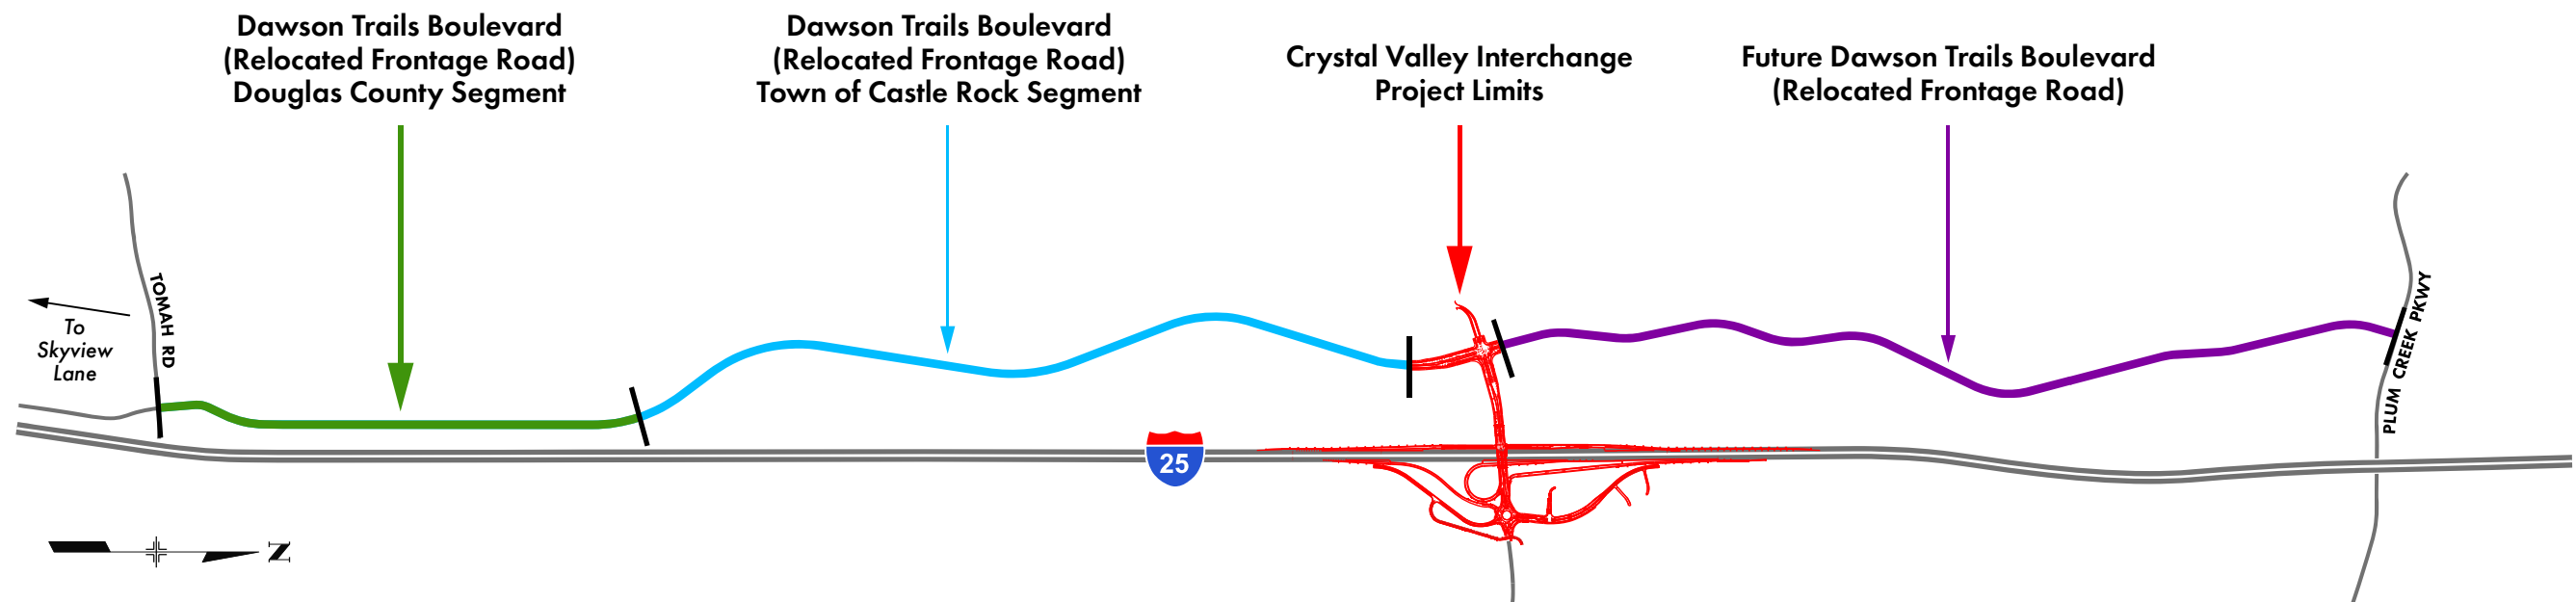 Dawson Trails Boulevard
(Relocated Frontage Road)
Douglas County Segment
Dawson Trails Boulevard
(Relocated Frontage Road)
Town of Castle Rock Segment
Crystal Valley Interchange
Project Limits
Future Dawson Trails Boulevard
(Relocated Frontage Road)
TOMAH RD
To
Skyview
Lane
PLUM CREEK PKWY
25
N